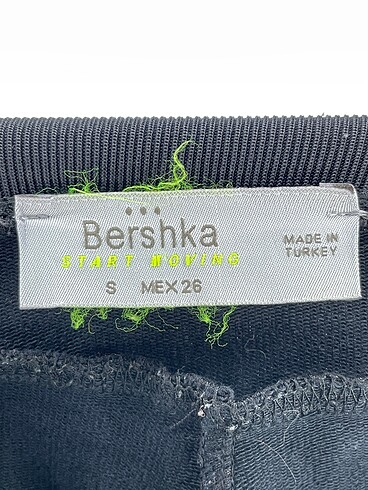 Bershka
START MOVING
S MEX 26
MADE IN
TURKEY